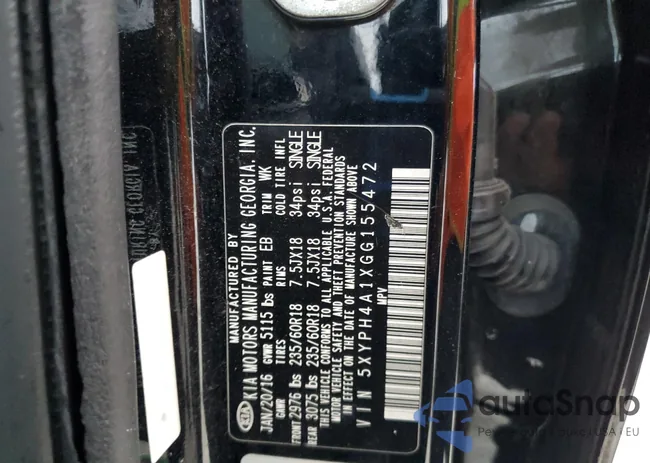 MANUFACTURED BY
KIA KIA MOTORS MANUFACTURING GEORGIA, INC.
JAN/20/16 GVWR 5115 lbs PAINT EB TRIM WK
GAWR TIRES RIMS COLD TIRE INFL
FRONT 2976 lbs 235/60R18 7.5JX18 34psi SINGLE
REAR 3075 lbs 235/60R18 7.5JX18 34psi SINGLE
THIS VEHICLE CONFORMS TO ALL APPLICABLE U.S.A. FEDERAL
MOTOR VEHICLE SAFETY AND THEFT PREVENTION STANDARDS
IN EFFECT ON THE DATE OF MANUFACTURE SHOWN ABOVE
VIN 5XYPH4A1XGG155472
MPV
autoSnap